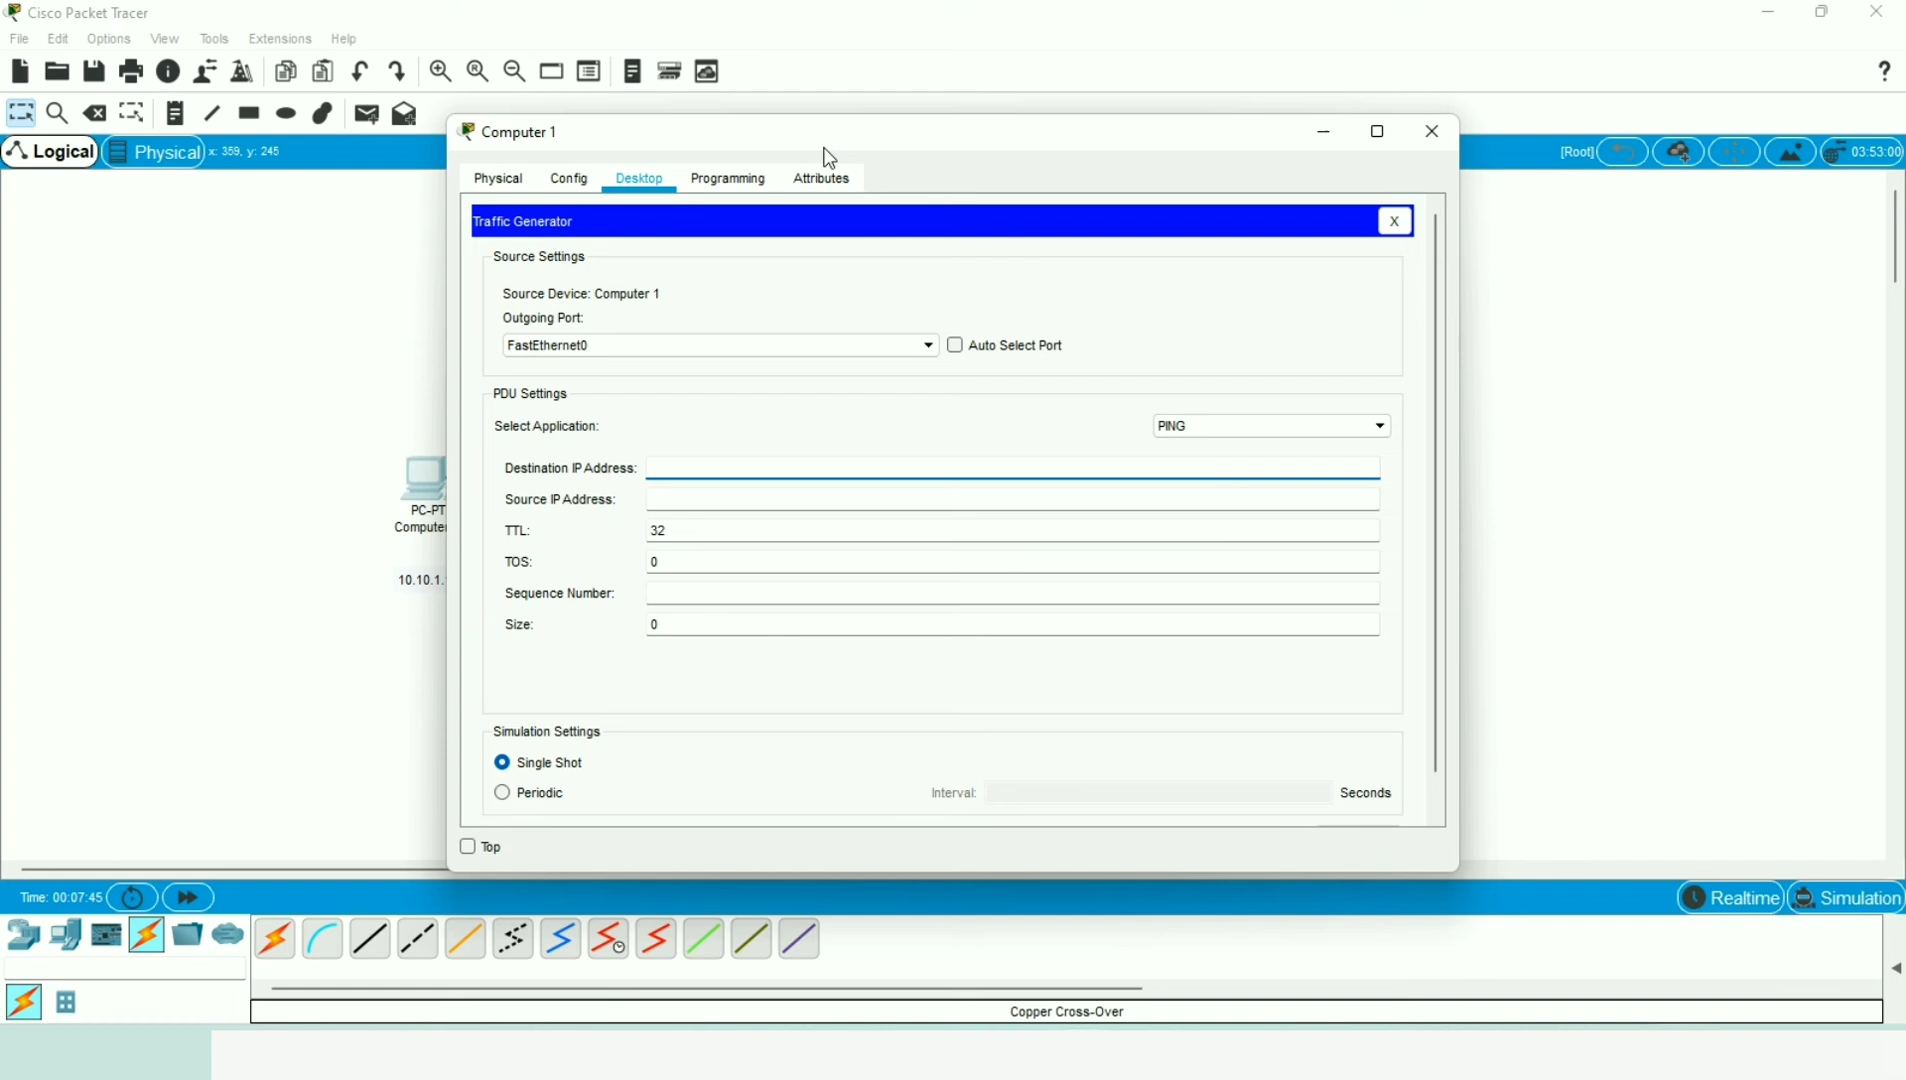 Cisco Packet Tracer
File Edit Options View Tools Extensions Help
?
Computer 1
Logical Physical x: 359, y: 245 [Root] 03:53:00
Physical Config Desktop Programming Attributes
Traffic Generator X
Source Settings
Source Device: Computer 1
Outgoing Port:
FastEthernet0 Auto Select Port
PDU Settings
Select Application: PING
Destination IP Address:
Source IP Address:
TTL: 32
TOS: 0
Sequence Number:
Size: 0
PC-PT
Compute
10.10.1.
Simulation Settings
Single Shot
Periodic Interval: Seconds
Top
Time: 00:07:45 Realtime Simulation
Copper Cross-Over